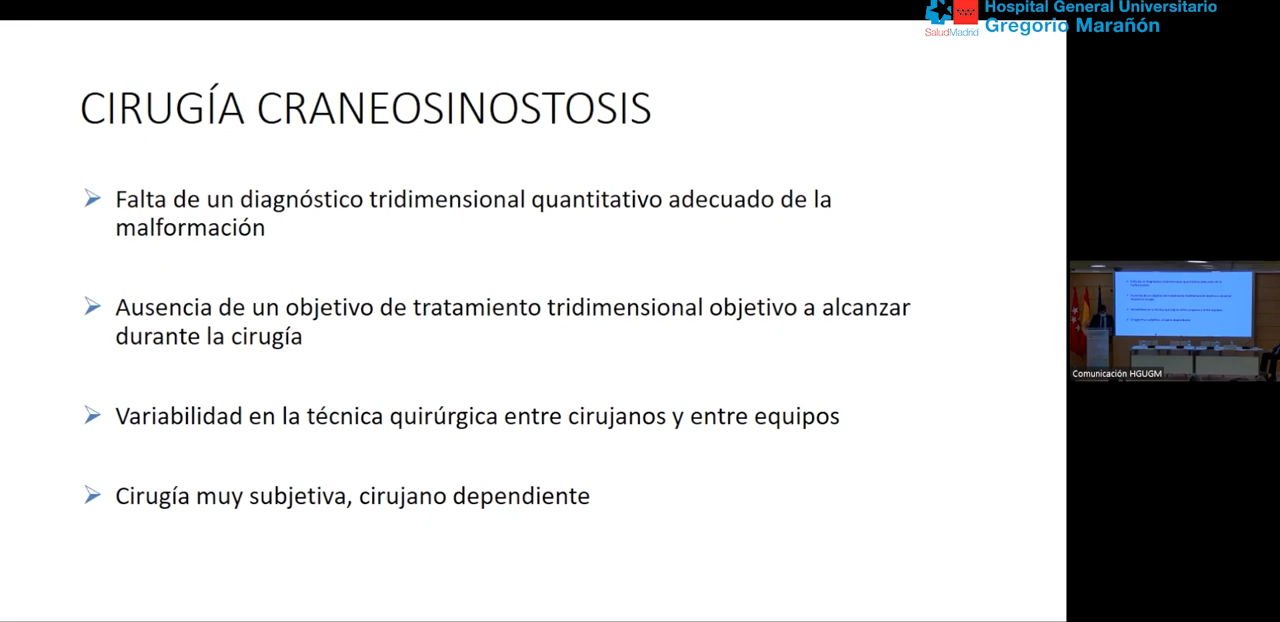 Hospital General Universitario
Gregorio Marañón
SaludMadrid
CIRUGÍA CRANEOSINOSTOSIS
Falta de un diagnóstico tridimensional quantitativo adecuado de la
malformación
Ausencia de un objetivo de tratamiento tridimensional objetivo a alcanzar
durante la cirugía
Variabilidad en la técnica quirúrgica entre cirujanos y entre equipos
Cirugía muy subjetiva, cirujano dependiente
Comunicación HGUGM